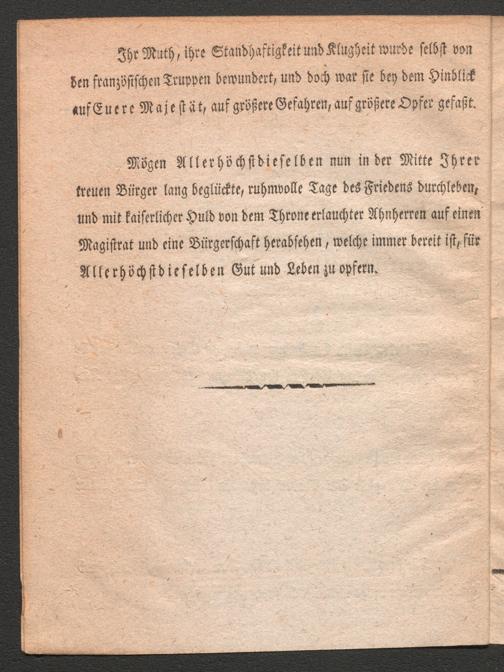 Ihr Muth, ihre Standhaftigkeit und Klugheit wurde selbst von
den französischen Truppen bewundert, und doch war sie bey dem Hinblick
auf Euere Majestät, auf größere Gefahren, auf größere Opfer gefaßt.
Mögen Allerhöchstdieselben nun in der Mitte Ihrer
treuen Bürger lang beglückte, ruhmvolle Tage des Friedens durchleben,
und mit kaiserlicher Huld von dem Throne erlauchter Ahnherren auf einen
Magistrat und eine Bürgerschaft herabsehen, welche immer bereit ist, für
Allerhöchstdieselben Gut und Leben zu opfern.